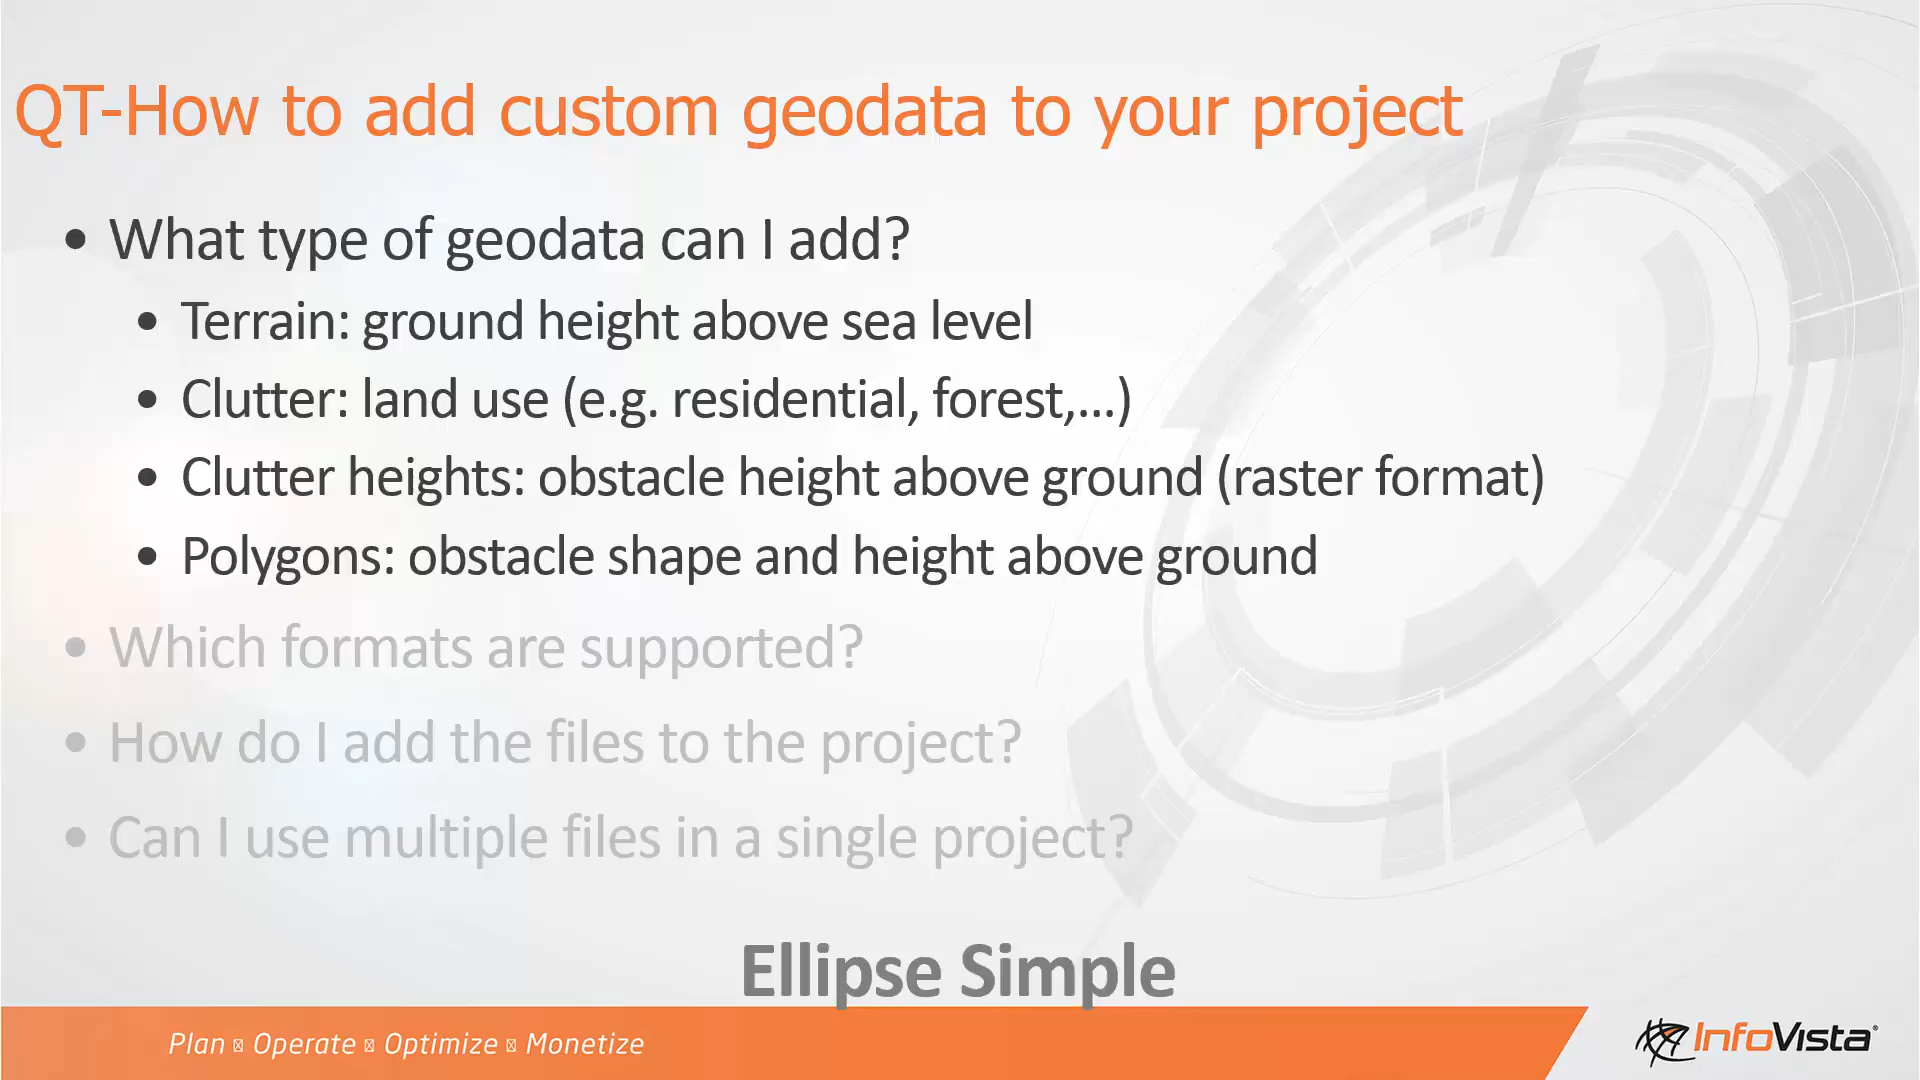 QT-How to add custom geodata to your project
• What type of geodata can I add?
• Terrain: ground height above sea level
• Clutter: land use (e.g. residential, forest,...)
• Clutter heights: obstacle height above ground (raster format)
• Polygons: obstacle shape and height above ground
• Which formats are supported?
• How do I add the files to the project?
• Can I use multiple files in a single project?
Ellipse Simple
Plan Operate Optimize Monetize
InfoVista®